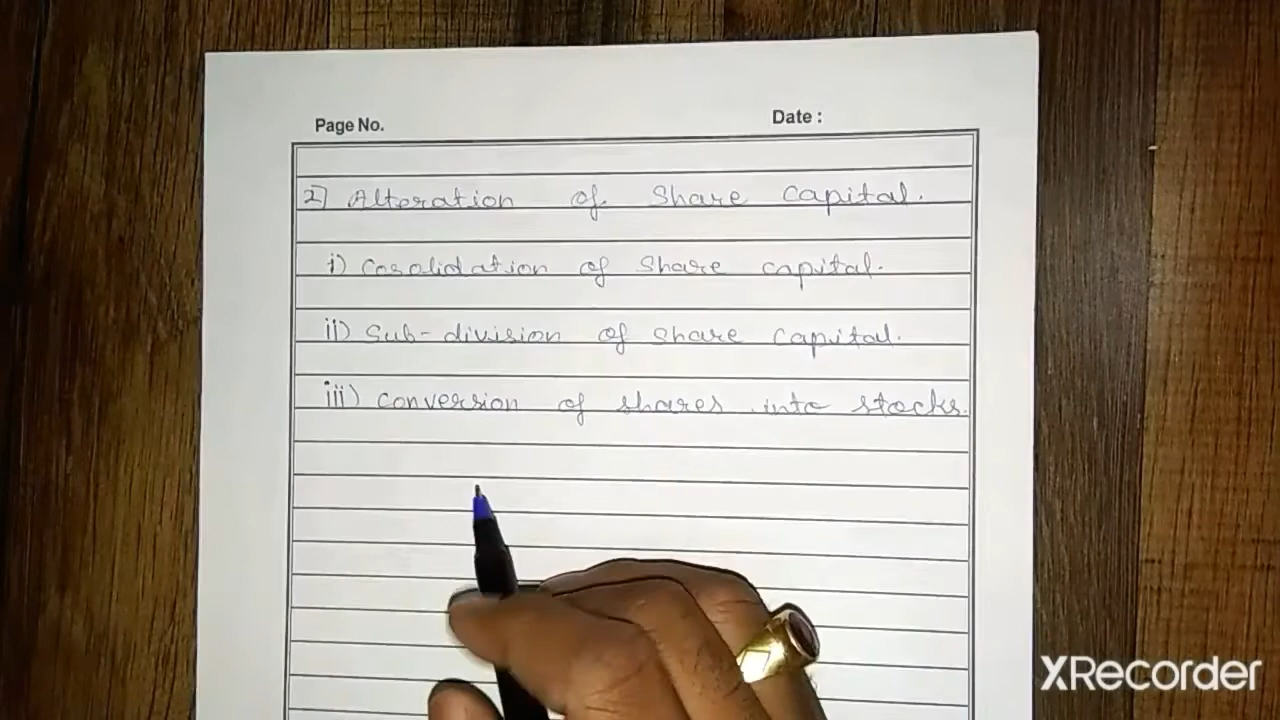 Page No.
Date :
2] Alteration of Share capital.
i) Cosolidation of Share capital.
ii) Sub-division of Share capital.
iii) Conversion of shares into stocks.
XRecorder